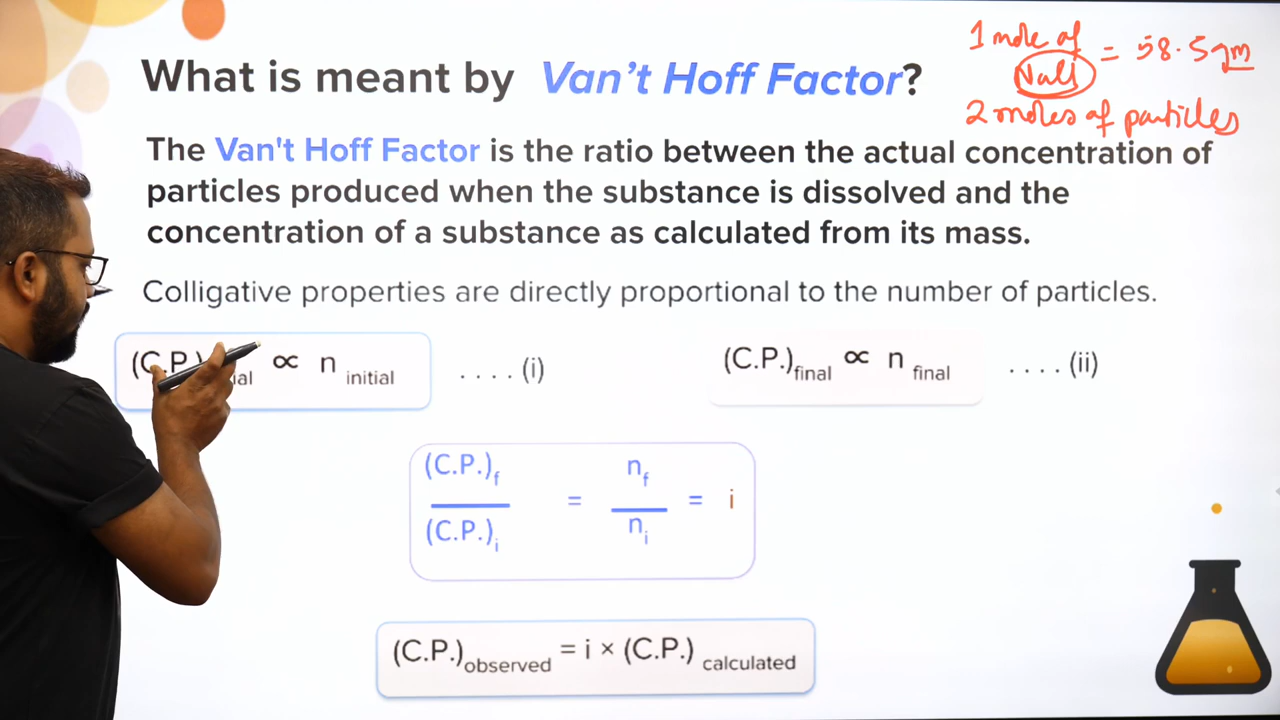 1 mole of
NaCl = 58.5 gm
2 moles of particles
What is meant by Van't Hoff Factor?
The Van't Hoff Factor is the ratio between the actual concentration of
particles produced when the substance is dissolved and the
concentration of a substance as calculated from its mass.
Colligative properties are directly proportional to the number of particles.
(C.P.) ial ∝ n initial . . . . (i)
(C.P.) final ∝ n final . . . . (ii)
(C.P.)f / (C.P.)i = nf / ni = i
(C.P.) observed = i × (C.P.) calculated